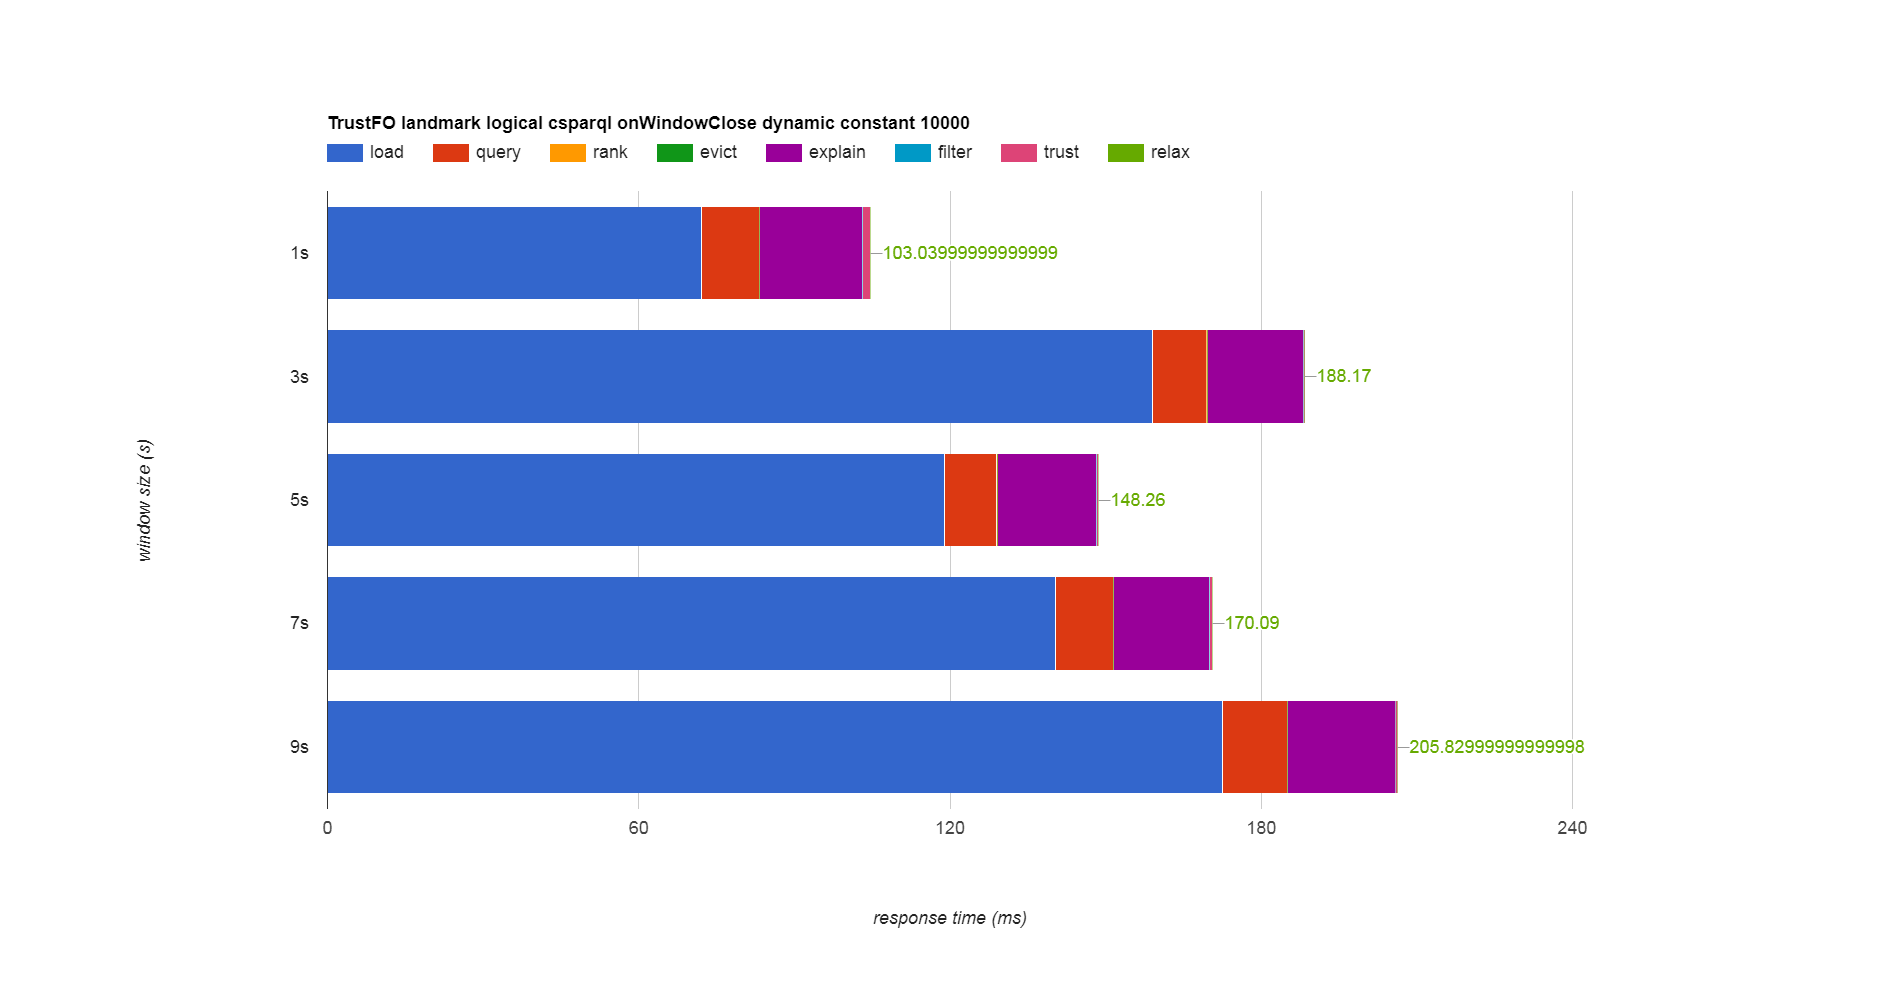 TrustFO landmark logical csparql onWindowClose dynamic constant 10000
load query rank evict explain filter trust relax
1s 103.03999999999999
3s 188.17
5s 148.26
7s 170.09
9s 205.82999999999998
0 60 120 180 240
response time (ms)
window size (s)